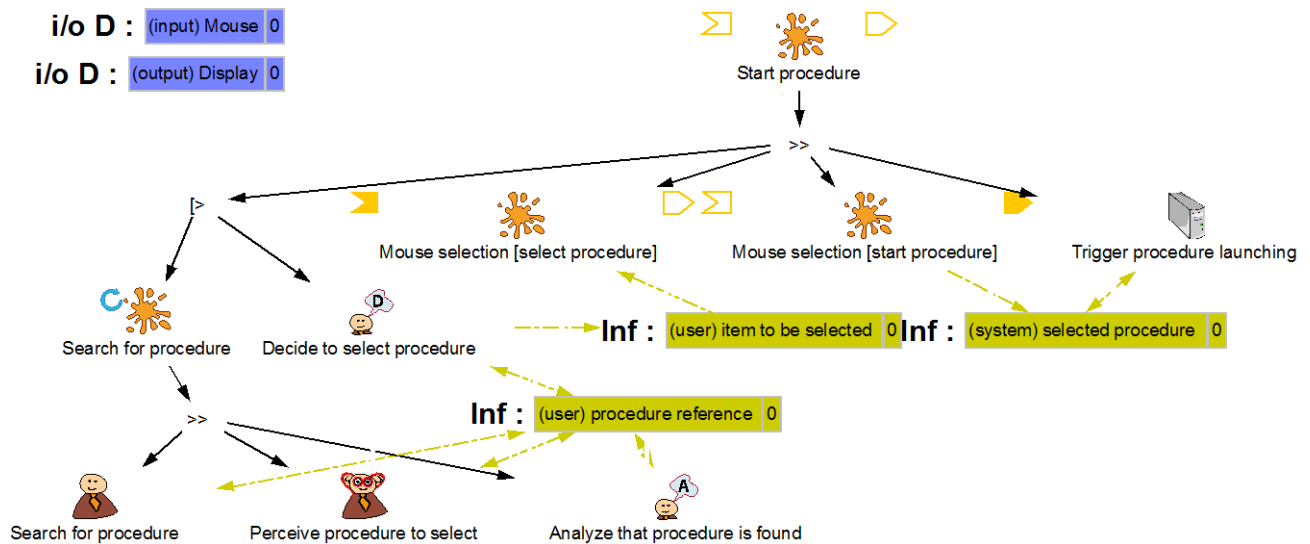 i/o D : (input) Mouse 0
i/o D : (output) Display 0
Start procedure
>>
[>
Mouse selection [select procedure]
Mouse selection [start procedure]
Trigger procedure launching
Search for procedure
D
Decide to select procedure
Inf : (user) item to be selected 0
Inf : (system) selected procedure 0
>>
Inf : (user) procedure reference 0
Search for procedure
Perceive procedure to select
A
Analyze that procedure is found